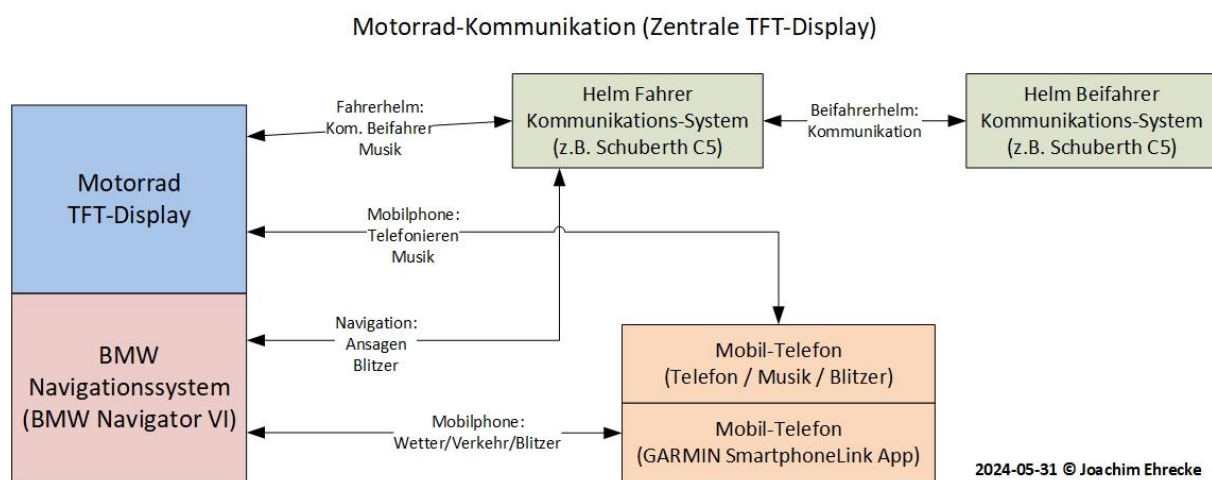 Motorrad-Kommunikation (Zentrale TFT-Display)
Motorrad
TFT-Display
BMW
Navigationssystem
(BMW Navigator VI)
Fahrerhelm:
Kom. Beifahrer
Musik
Helm Fahrer
Kommunikations-System
(z.B. Schuberth C5)
Beifahrerhelm:
Kommunikation
Helm Beifahrer
Kommunikations-System
(z.B. Schuberth C5)
Mobilphone:
Telefonieren
Musik
Navigation:
Ansagen
Blitzer
Mobilphone:
Wetter/Verkehr/Blitzer
Mobil-Telefon
(Telefon / Musik / Blitzer)
Mobil-Telefon
(GARMIN SmartphoneLink App)
2024-05-31 © Joachim Ehrecke